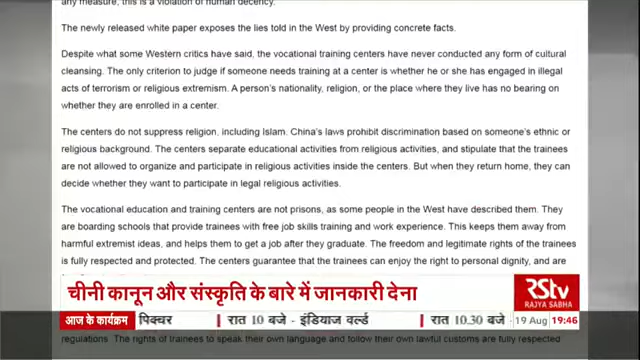 any measure, this is a violation of human decency.
The newly released white paper exposes the lies told in the West by providing concrete facts.
Despite what some Western critics have said, the vocational training centers have never conducted any form of cultural
cleansing. The only criterion to judge if someone needs training at a center is whether he or she has engaged in illegal
acts of terrorism or religious extremism. A person's nationality, religion, or the place where they live has no bearing on
whether they are enrolled in a center.
The centers do not suppress religion, including Islam. China's laws prohibit discrimination based on someone's ethnic or
religious background. The centers separate educational activities from religious activities, and stipulate that the trainees
are not allowed to organize and participate in religious activities inside the centers. But when they return home, they can
decide whether they want to participate in legal religious activities.
The vocational education and training centers are not prisons, as some people in the West have described them. They
are boarding schools that provide trainees with free job skills training and work experience. This keeps them away from
harmful extremist ideas, and helps them to get a job after they graduate. The freedom and legitimate rights of the trainees
is fully respected and protected. The centers guarantee that the trainees can enjoy the right to personal dignity, and are
चीनी कानून और संस्कृति के बारे में जानकारी देना
RStv
RAJYA SABHA
आज के कार्यक्रम पिक्चर | रात 10 बजे - इंडियाज वर्ल्ड | रात 10.30 बजे - 19 Aug 19:46
regulations. The rights of trainees to speak their own language and follow their own lawful customs are fully respected